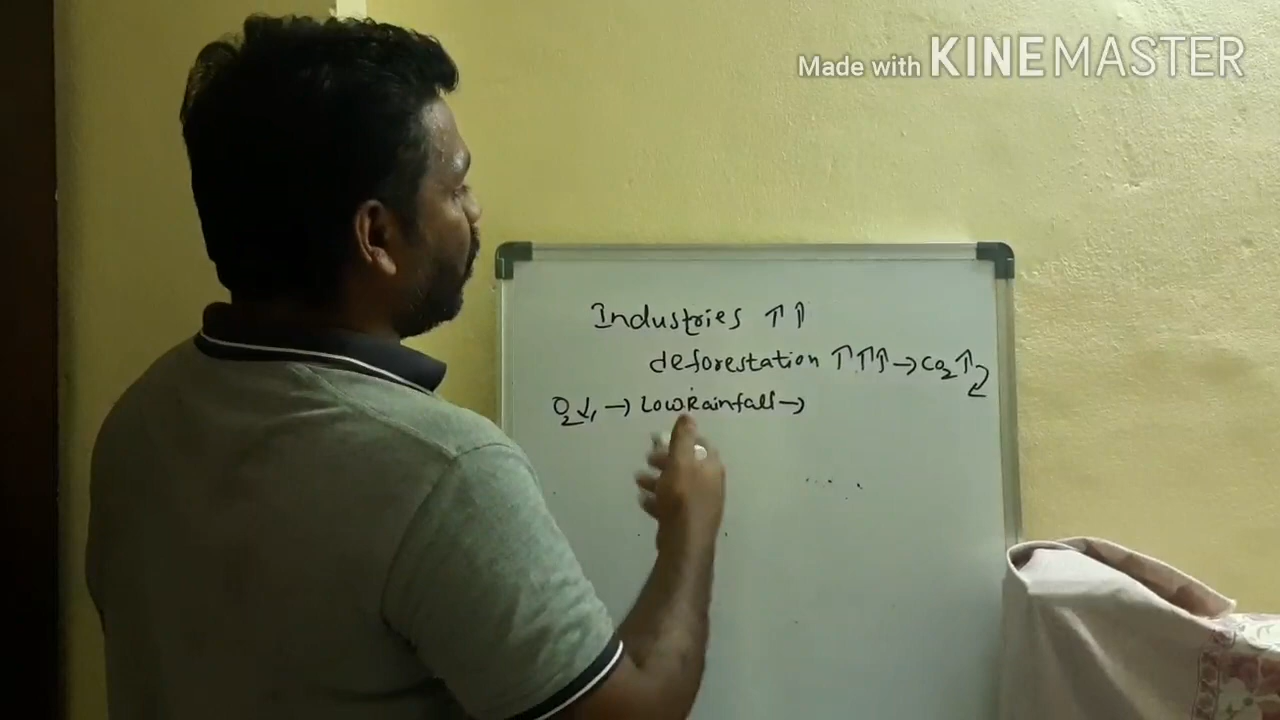 Made with KINEMASTER
Industries ↑↑
deforestation ↑↑↑ → CO₂↑
O₂↓, → Low Rainfall →